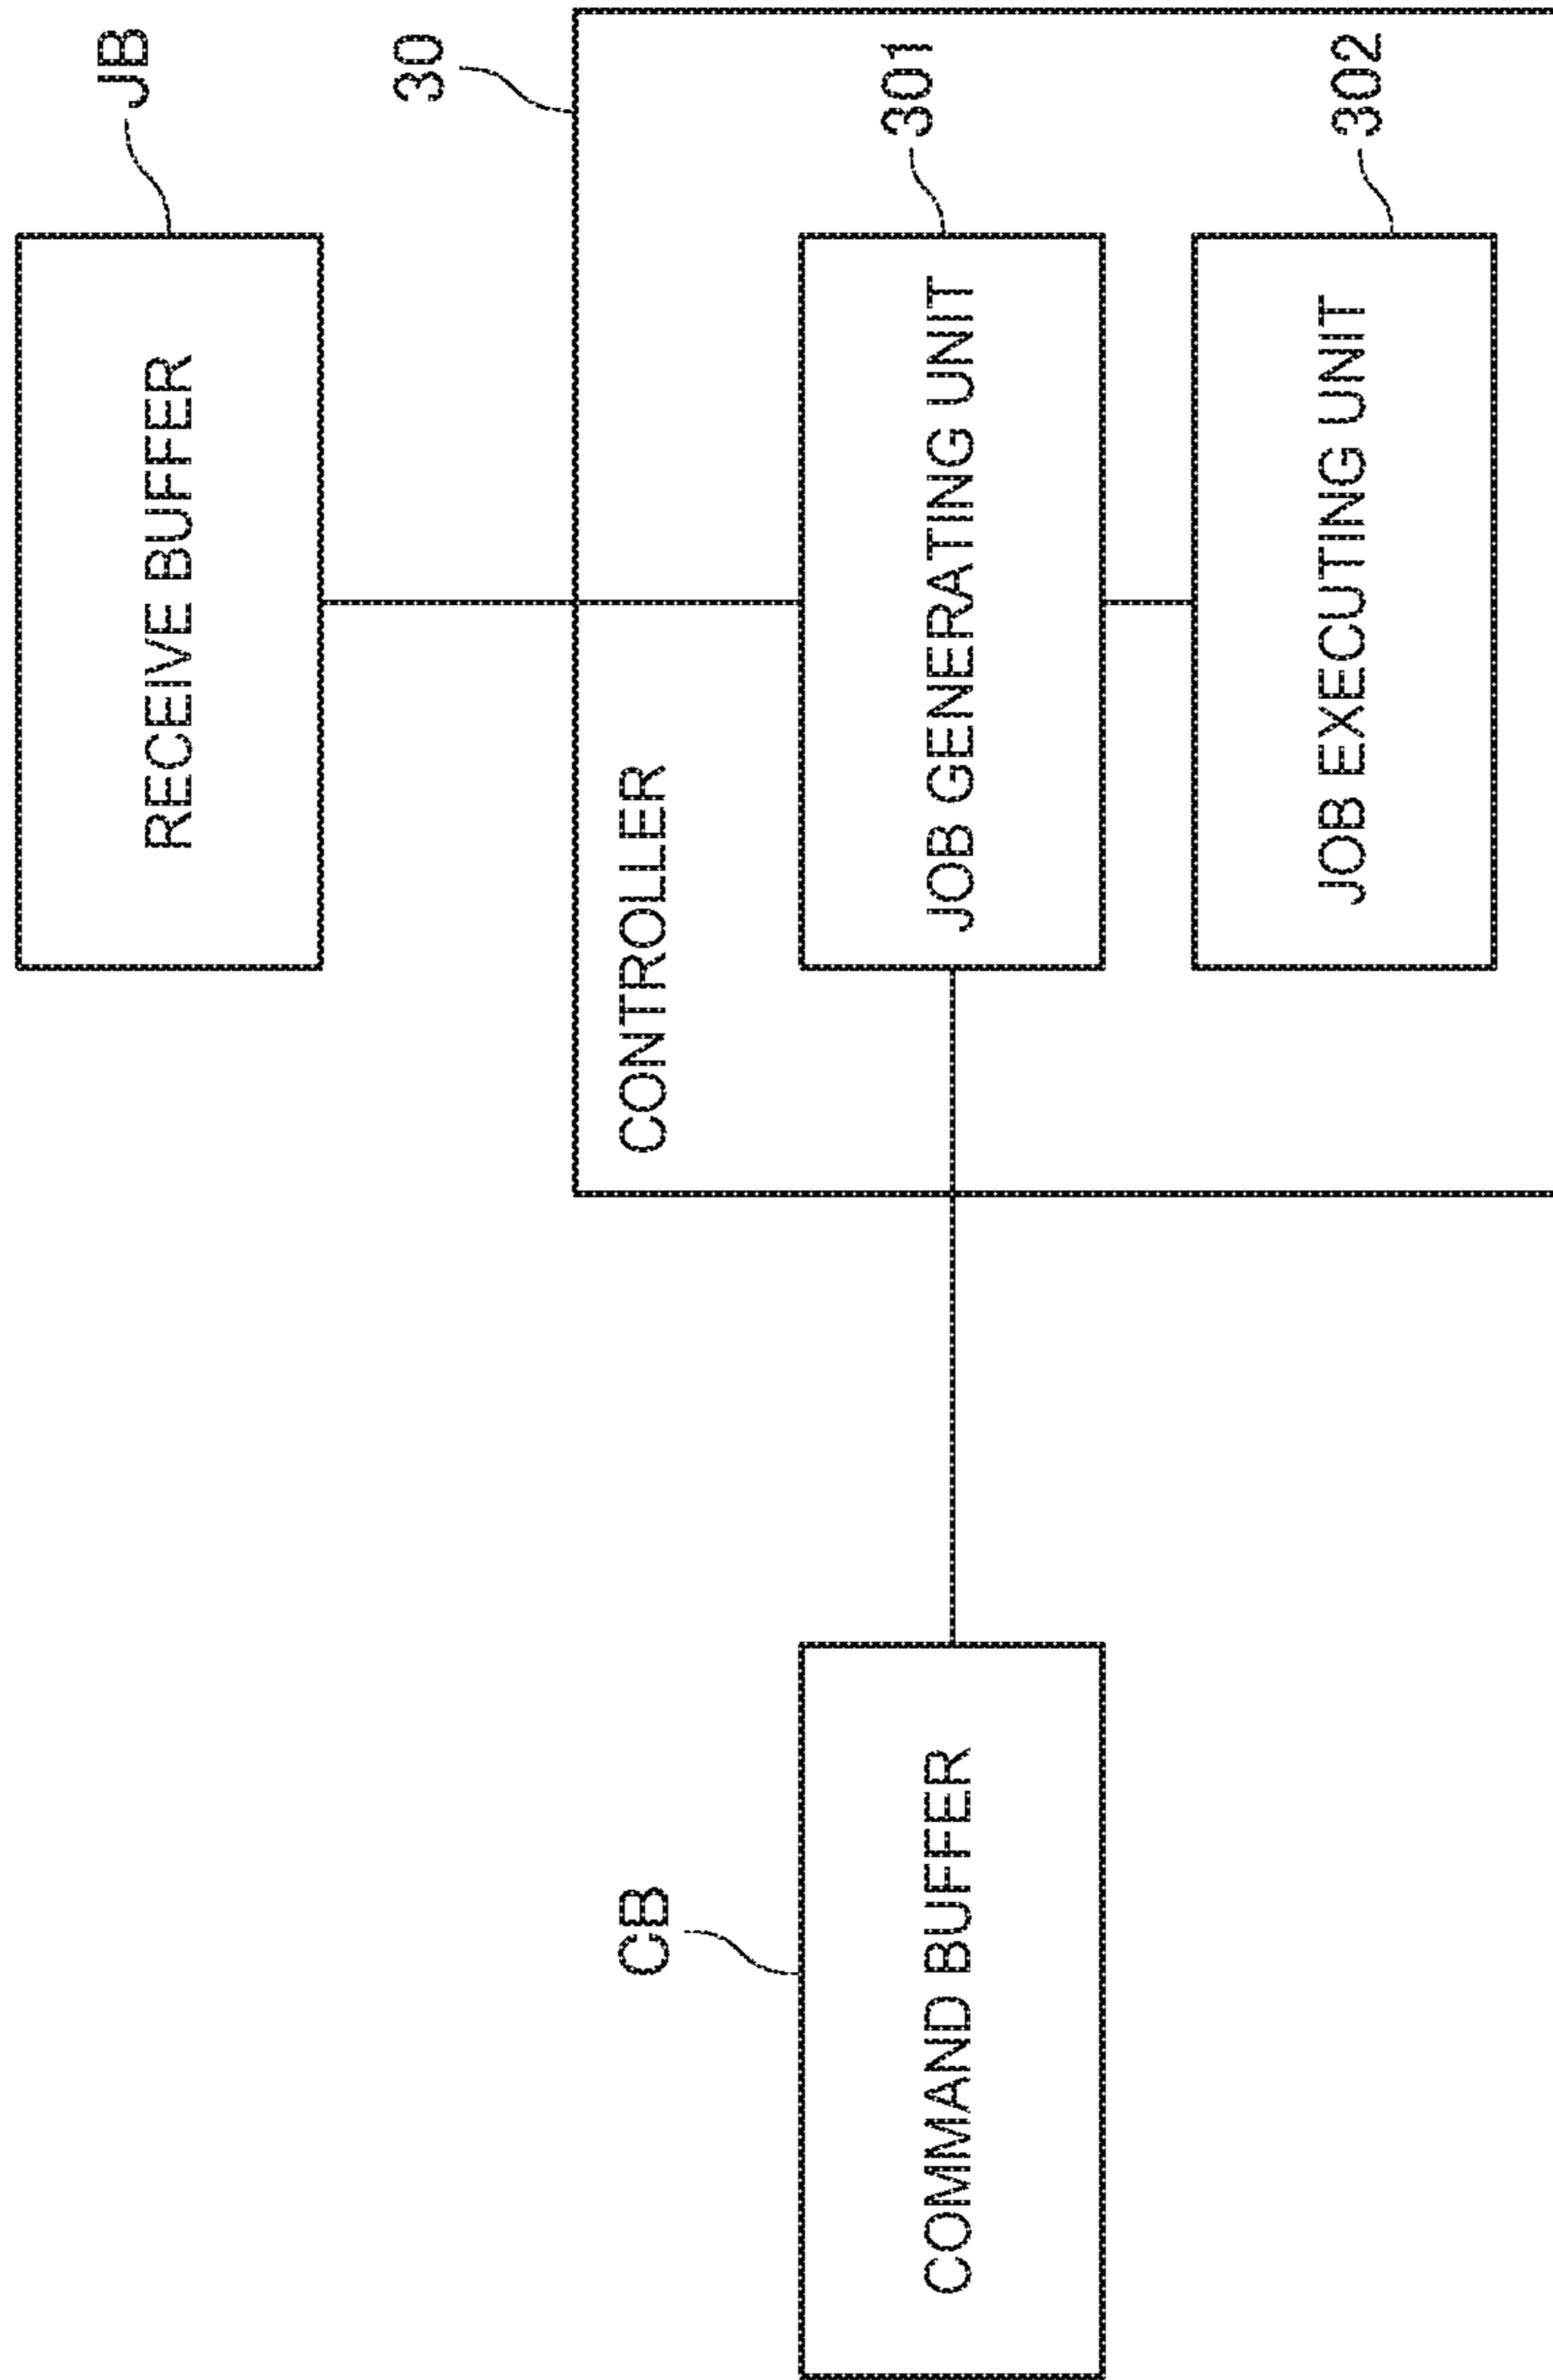 JB
RECEIVE BUFFER
30
CONTROLLER
301
JOB GENERATING UNIT
302
JOB EXECUTING UNIT
CB
COMMAND BUFFER